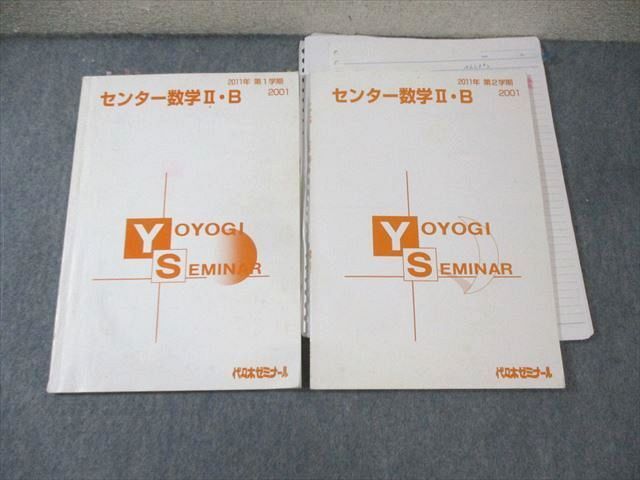 2011年 第1学期
センター数学Ⅱ・B
2001
YOYOGI
SEMINAR
代々木ゼミナール
2011年 第2学期
センター数学Ⅱ・B
2001
YOYOGI
SEMINAR
代々木ゼミナール